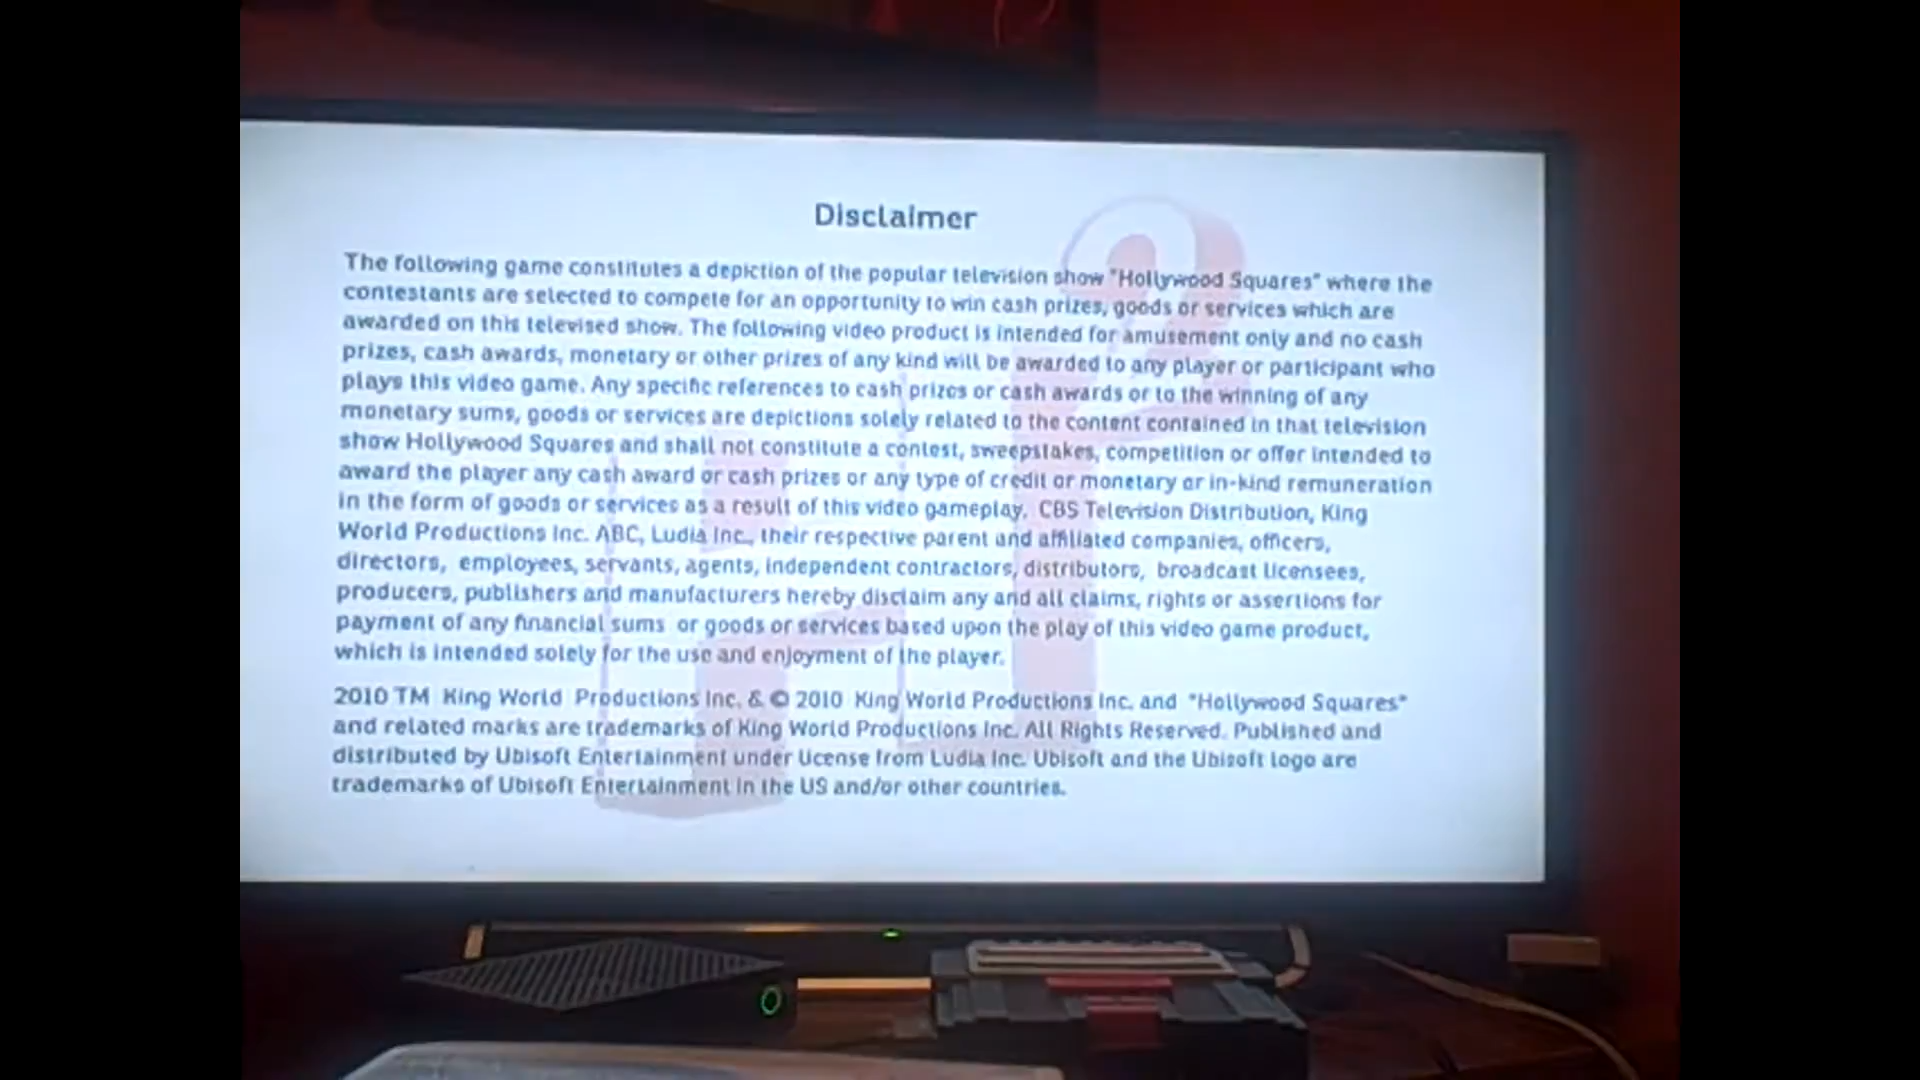 Disclaimer
The following game constitutes a depiction of the popular television show "Hollywood Squares" where the
contestants are selected to compete for an opportunity to win cash prizes, goods or services which are
awarded on this televised show. The following video product is intended for amusement only and no cash
prizes, cash awards, monetary or other prizes of any kind will be awarded to any player or participant who
plays this video game. Any specific references to cash prizes or cash awards or to the winning of any
monetary sums, goods or services are depictions solely related to the content contained in that television
show Hollywood Squares and shall not constitute a contest, sweepstakes, competition or offer intended to
award the player any cash award or cash prizes or any type of credit or monetary or in-kind remuneration
in the form of goods or services as a result of this video gameplay. CBS Television Distribution, King
World Productions Inc. ABC, Ludia Inc., their respective parent and affiliated companies, officers,
directors, employees, servants, agents, independent contractors, distributors, broadcast licensees,
producers, publishers and manufacturers hereby disclaim any and all claims, rights or assertions for
payment of any financial sums or goods or services based upon the play of this video game product,
which is intended solely for the use and enjoyment of the player.
2010 TM King World Productions Inc. & © 2010 King World Productions Inc. and "Hollywood Squares"
and related marks are trademarks of King World Productions Inc. All Rights Reserved. Published and
distributed by Ubisoft Entertainment under license from Ludia Inc. Ubisoft and the Ubisoft logo are
trademarks of Ubisoft Entertainment in the US and/or other countries.